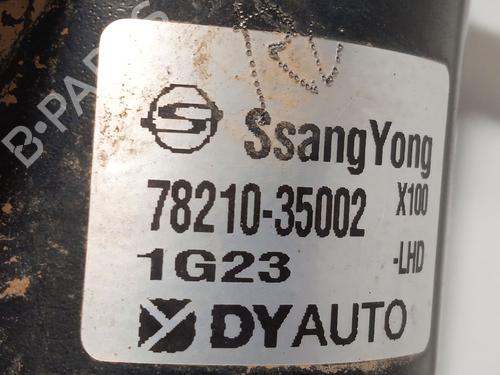 B-PARTS
SsangYong
78210-35002 X100
1G23 -LHD
DYAUTO